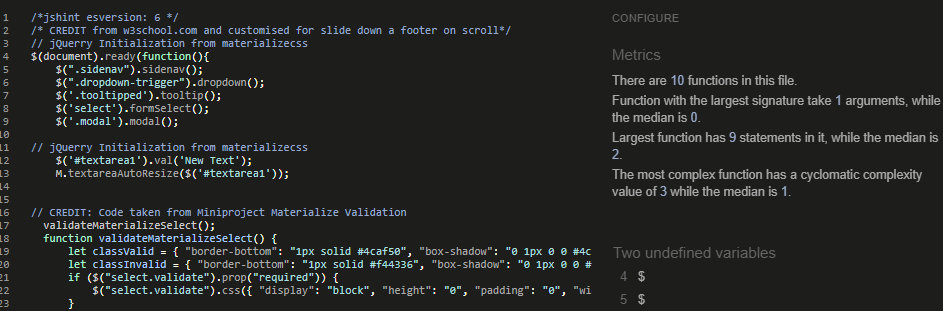 1 /*jshint esversion: 6 */
2 /* CREDIT from w3school.com and customised for slide down a footer on scroll*/
3 // jQuerry Initialization from materializecss
4 $(document).ready(function(){
5 $(".sidenav").sidenav();
6 $(".dropdown-trigger").dropdown();
7 $('.tooltipped').tooltip();
8 $('select').formSelect();
9 $('.modal').modal();
10
11 // jQuerry Initialization from materializecss
12 $('#textarea1').val('New Text');
13 M.textareaAutoResize($('#textarea1'));
14
15
16 // CREDIT: Code taken from Miniproject Materialize Validation
17 validateMaterializeSelect();
18 function validateMaterializeSelect() {
19 let classValid = { "border-bottom": "1px solid #4caf50", "box-shadow": "0 1px 0 0 #4c
20 let classInvalid = { "border-bottom": "1px solid #f44336", "box-shadow": "0 1px 0 0 #
21 if ($("select.validate").prop("required")) {
22 $("select.validate").css({ "display": "block", "height": "0", "padding": "0", "wi
23 }
CONFIGURE
Metrics
There are 10 functions in this file.
Function with the largest signature take 1 arguments, while
the median is 0.
Largest function has 9 statements in it, while the median is
2.
The most complex function has a cyclomatic complexity
value of 3 while the median is 1.
Two undefined variables
4 $
5 $